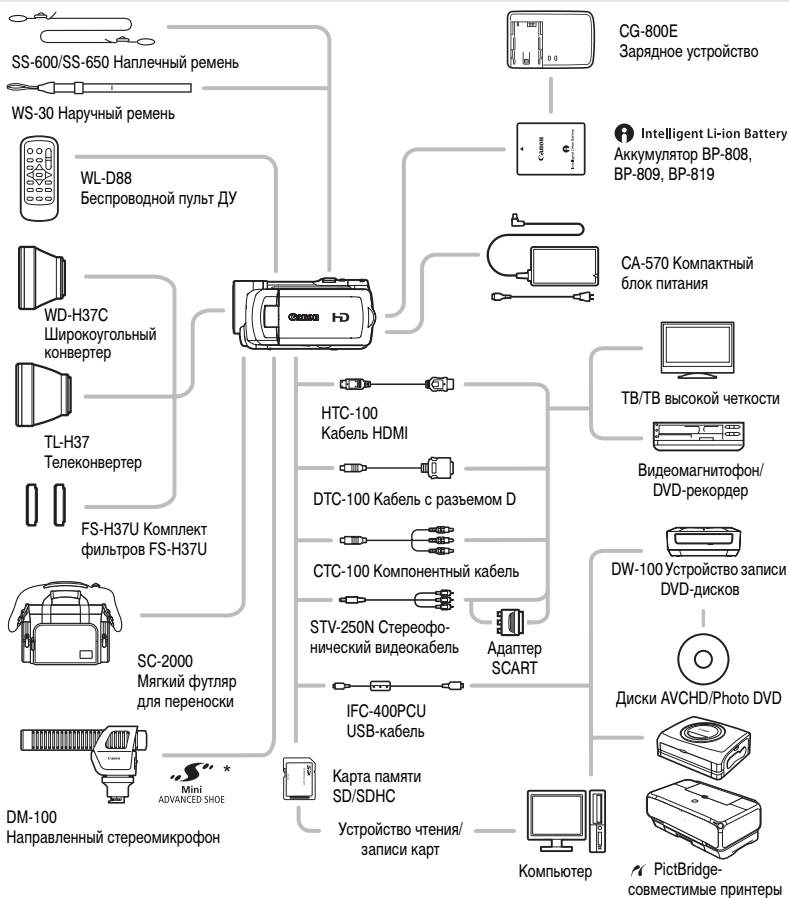 SS-600/SS-650 Наплечный ремень
WS-30 Наручный ремень
WL-D88
Беспроводной пульт ДУ
WD-H37C
Широкоугольный
конвертер
TL-H37
Телеконвертер
FS-H37U Комплект
фильтров FS-H37U
SC-2000
Мягкий футляр
для переноски
Canon
Mini
ADVANCED SHOE
*
DM-100
Направленный стереомикрофон
Canon
HD
HTC-100
Кабель HDMI
DTC-100 Кабель с разъемом D
CTC-100 Компонентный кабель
STV-250N Стереофо-
нический видеокабель
Адаптер
SCART
IFC-400PCU
USB-кабель
Карта памяти
SD/SDHC
Устройство чтения/
записи карт
CG-800E
Зарядное устройство
Canon
Intelligent Li-ion Battery
Intelligent Li-ion Battery
Аккумулятор BP-808,
BP-809, BP-819
CA-570 Компактный
блок питания
ТВ/ТВ высокой четкости
Видеомагнитофон/
DVD-рекордер
DW-100 Устройство записи
DVD-дисков
Диски AVCHD/Photo DVD
Компьютер
PictBridge-
совместимые принтеры